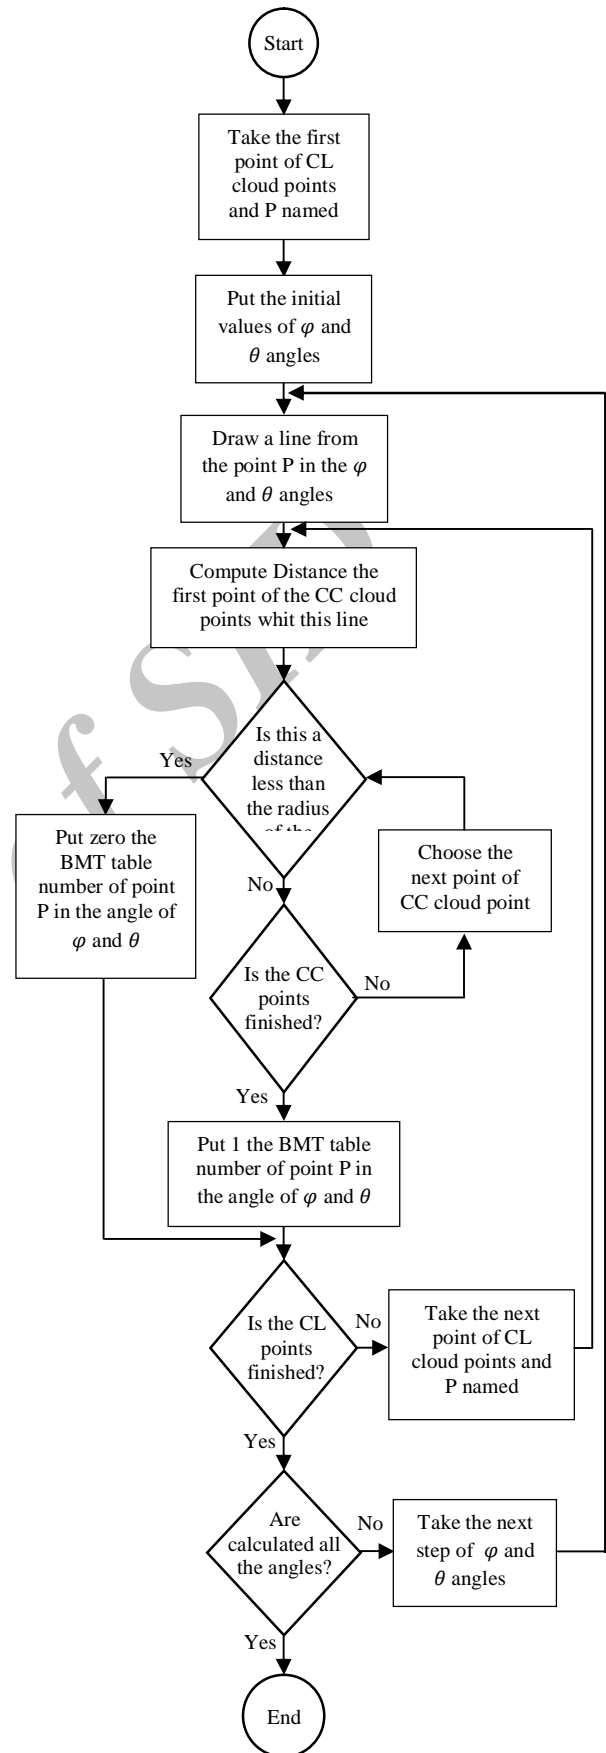 Start
Take the first
point of CL
cloud points
and P named
Put the initial
values of φ and
θ angles
Draw a line from
the point P in the φ
and θ angles
Compute Distance the
first point of the CC cloud
points whit this line
Is this a
distance
less than
the radius
of the
Yes
No
Put zero the
BMT table
number of point
P in the angle of
φ and θ
Choose the
next point of
CC cloud point
Is the CC
points
finished?
No
Yes
Put 1 the BMT table
number of point P in
the angle of φ and θ
Is the CL
points
finished?
No
Take the next
point of CL
cloud points and
P named
Yes
Are
calculated all
the angles?
No
Take the next
step of φ and
θ angles
Yes
End